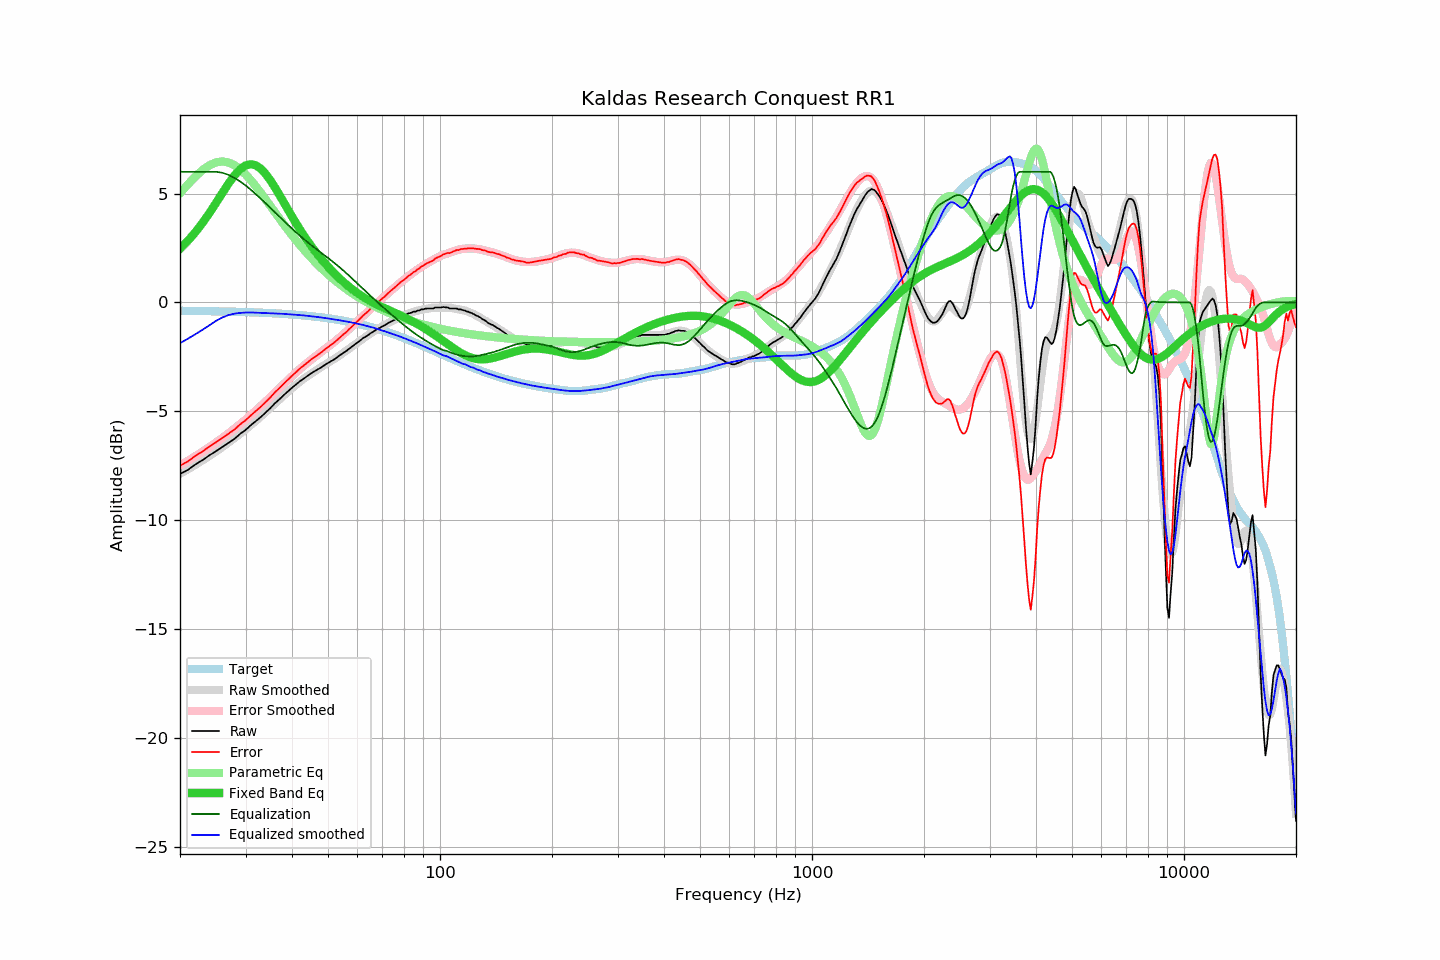 Kaldas Research Conquest RR1
Amplitude (dBr)
5
0
−5
−10
−15
−20
−25
Target
Raw Smoothed
Error Smoothed
Raw
Error
Parametric Eq
Fixed Band Eq
Equalization
Equalized smoothed
100
1000
10000
Frequency (Hz)